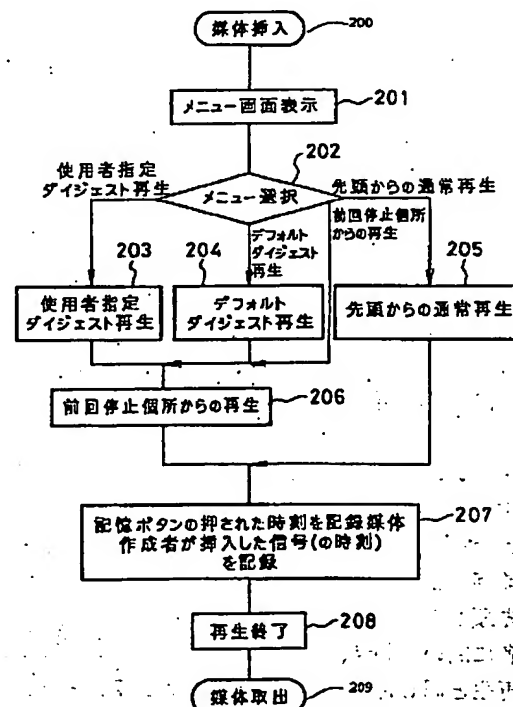 媒体挿入
200
メニュー画面表示
201
202
使用者指定
ダイジェスト再生
メニュー選択
先頭からの通常再生
前回停止個所
からの再生
デフォルト
ダイジェスト
再生
203
204
205
使用者指定
ダイジェスト再生
デフォルト
ダイジェスト再生
先頭からの通常再生
前回停止個所からの再生
206
記憶ボタンの押された時刻を記録媒体
作成者が挿入した信号(の時刻)
を記録
207
再生終了
208
媒体取出
209